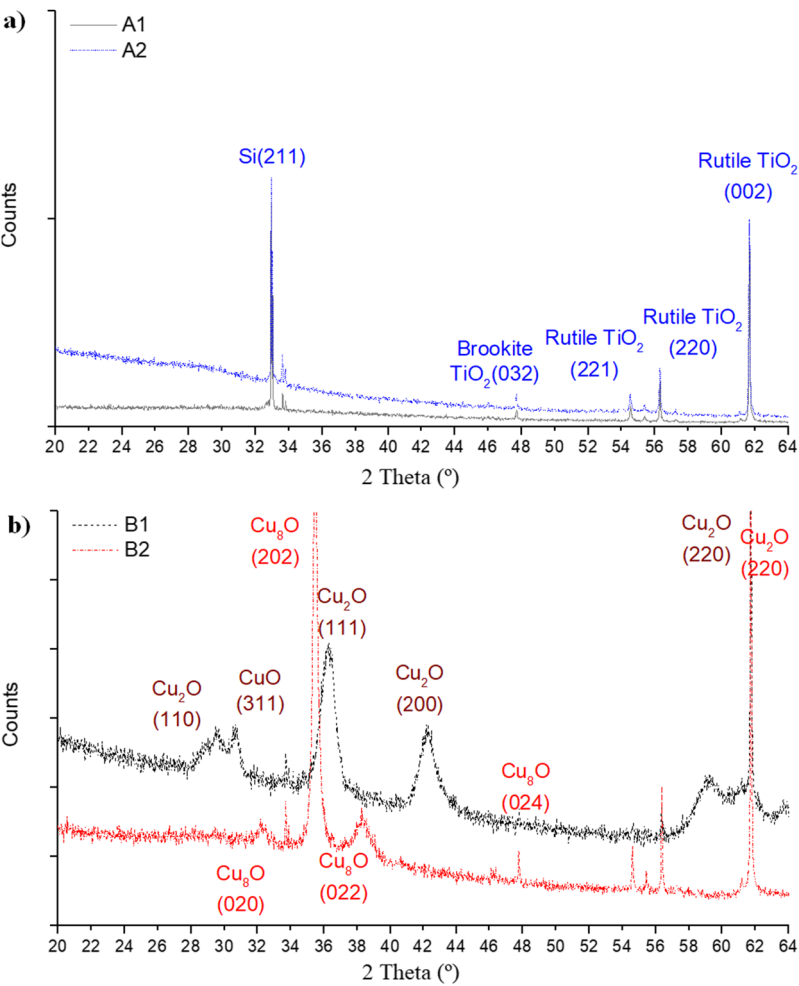 a)
A1
A2
Si(211)
Rutile TiO2
(002)
Rutile TiO2
(220)
Rutile TiO2
(221)
Brookite
TiO2(032)
Counts
20 22 24 26 28 30 32 34 36 38 40 42 44 46 48 50 52 54 56 58 60 62 64
2 Theta (º)
b)
B1
B2
Cu8O
(202)
Cu2O
(220)
Cu2O
(220)
Cu2O
(111)
Cu2O
(110)
CuO
(311)
Cu2O
(200)
Cu8O
(024)
Cu8O
(020)
Cu8O
(022)
Counts
20 22 24 26 28 30 32 34 36 38 40 42 44 46 48 50 52 54 56 58 60 62 64
2 Theta (º)